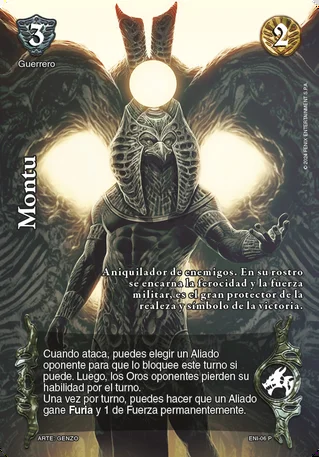 3
2
Guerrero
© 2024 FENIX ENTERTAINMENT S.P.A
Montu
Aniquilador de enemigos. En su rostro
se encarna la ferocidad y la fuerza
militar, es el gran protector de la
realeza y símbolo de la victoria.
Cuando ataca, puedes elegir un Aliado
oponente para que lo bloquee este turno si
puede. Luego, los Oros oponentes pierden su
habilidad por el turno.
Una vez por turno, puedes hacer que un Aliado
gane Furia y 1 de Fuerza permanentemente.
ARTE: GENZO
ENI-06 P